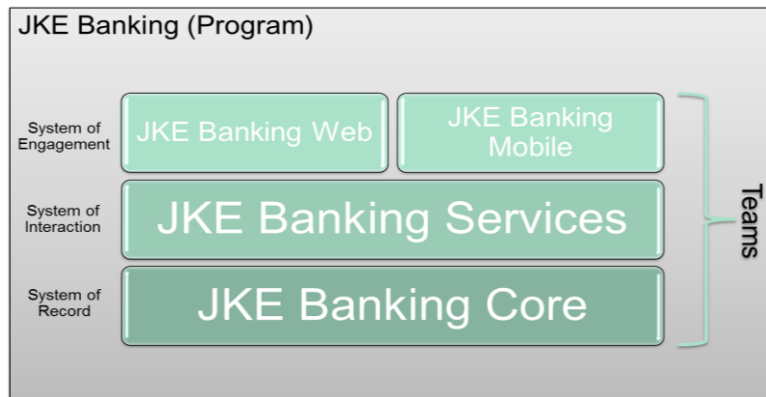 JKE Banking (Program)
System of
Engagement
JKE Banking Web
JKE Banking
Mobile
System of
Interaction
JKE Banking Services
System of
Record
JKE Banking Core
Teams